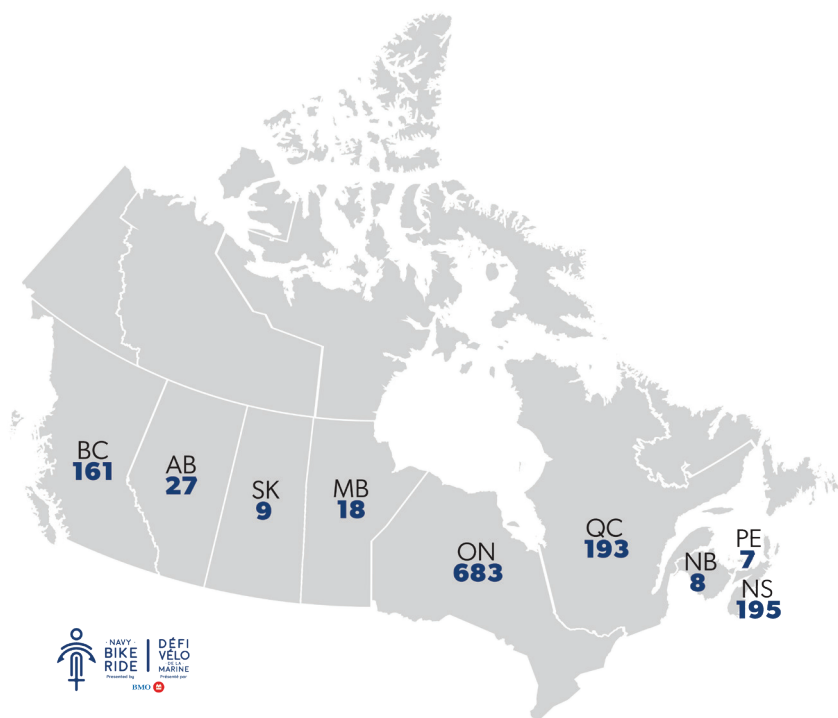 BC
161
AB
27
SK
9
MB
18
ON
683
QC
193
NB
8
PE
7
NS
195
· NAVY ·
BIKE
RIDE
Presented by
DÉFI
VÉLO
DE LA
MARINE
Présenté par
BMO